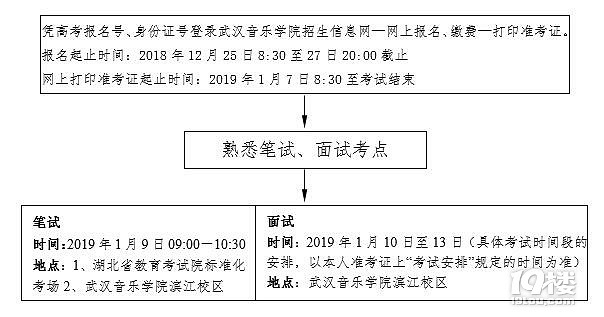 凭高考报名号、身份证号登录武汉音乐学院招生信息网—网上报名、缴费—打印准考证。
报名起止时间：2018 年 12 月 25 日 8:30 至 27 日 20:00 截止
网上打印准考证起止时间：2019 年 1 月 7 日 8:30 至考试结束
熟悉笔试、面试考点
笔试
时间:2019 年 1 月 9 日 09:00－10:30
地点：1、湖北省教育考试院标准化
考场 2、武汉音乐学院滨江校区
面试
时间：2019 年 1 月 10 日至 13 日（具体考试时间段的
安排，以本人准考证上“考试安排”规定的时间为准）
地点：武汉音乐学院滨江校区
19楼
19lou.com